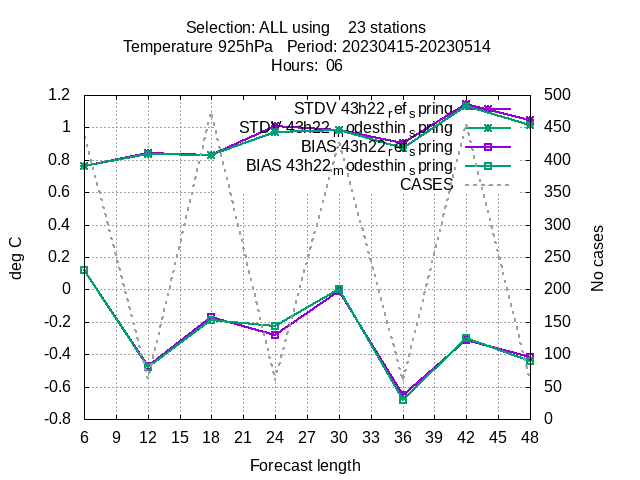 Selection: ALL using    23 stations
Temperature 925hPa   Period: 20230415-20230514
Hours:  06
STDV 43h22_ref_spring
STDV 43h22_modesthin_spring
BIAS 43h22_ref_spring
BIAS 43h22_modesthin_spring
CASES
1.2
1
0.8
0.6
0.4
0.2
0
-0.2
-0.4
-0.6
-0.8
deg C
500
450
400
350
300
250
200
150
100
50
0
No cases
6 9 12 15 18 21 24 27 30 33 36 39 42 45 48
Forecast length